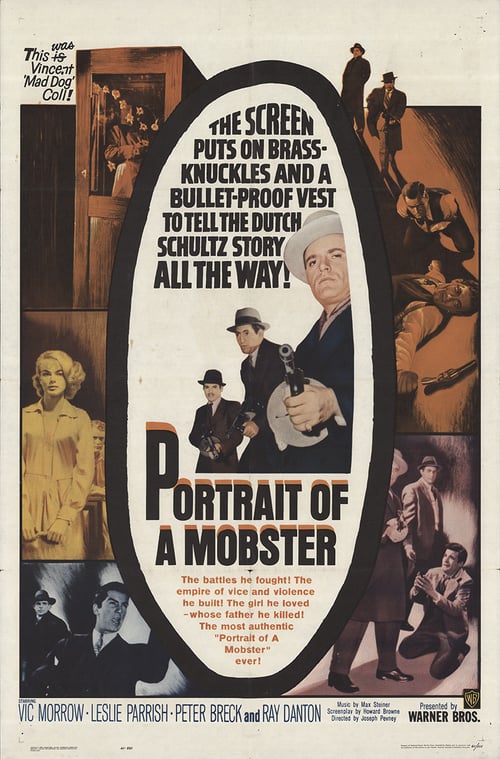 was
This is
Vincent
'Mad Dog'
Coll!
THE SCREEN
PUTS ON BRASS-
KNUCKLES AND A
BULLET-PROOF VEST
TO TELL THE DUTCH
SCHULTZ STORY
ALL THE WAY!
PORTRAIT OF
A MOBSTER
The battles he fought! The
empire of vice and violence
he built! The girl he loved
—whose father he killed!
The most authentic
"Portrait of A
Mobster"
ever!
STARRING
VIC MORROW • LESLIE PARRISH • PETER BRECK and RAY DANTON
Music by Max Steiner
Screenplay by Howard Browne
Directed by Joseph Pevney
Presented by
WARNER BROS.
WB